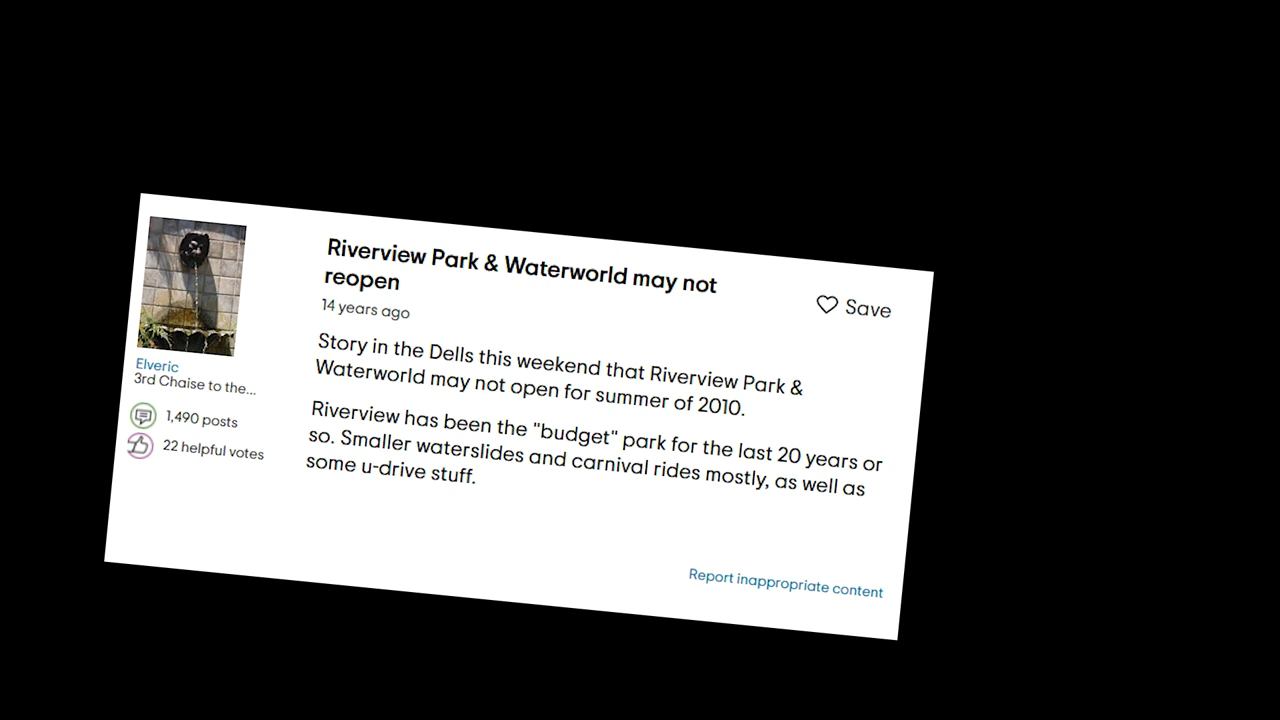 Riverview Park & Waterworld may not
reopen
Save
14 years ago
Story in the Dells this weekend that Riverview Park &
Waterworld may not open for summer of 2010.
Elveric
3rd Chaise to the...
1,490 posts
22 helpful votes
Riverview has been the "budget" park for the last 20 years or
so. Smaller waterslides and carnival rides mostly, as well as
some u-drive stuff.
Report inappropriate content